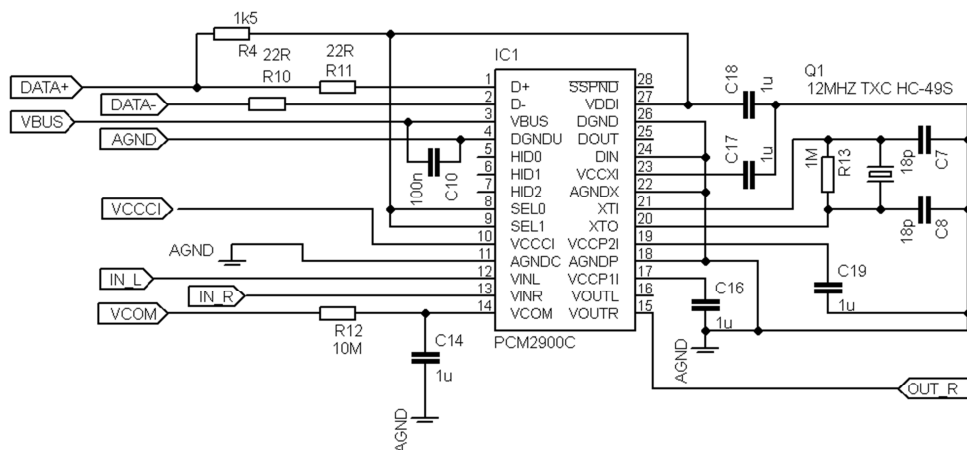 1k5
R4
22R
R10
22R
R11
IC1
DATA+
DATA-
VBUS
AGND
100n
C10
VCCCI
AGND
IN_L
IN_R
VCOM
R12
10M
C14
1u
AGND
1 D+
2 D-
3 VBUS
4 DGNDU
5 HID0
6 HID1
7 HID2
8 SEL0
9 SEL1
10 VCCCI
11 AGNDC
12 VINL
13 VINR
14 VCOM
SSPND 28
VDDI 27
DGND 26
DOUT 25
DIN 24
VCCXI 23
AGNDX 22
XTI 21
XTO 20
VCCP2I 19
AGNDP 18
VCCP1I 17
VOUTL 16
VOUTR 15
PCM2900C
C18
1u
C17
1u
Q1
12MHZ TXC HC-49S
1M
R13
18p
C7
18p
C8
C19
1u
C16
1u
AGND
OUT_R